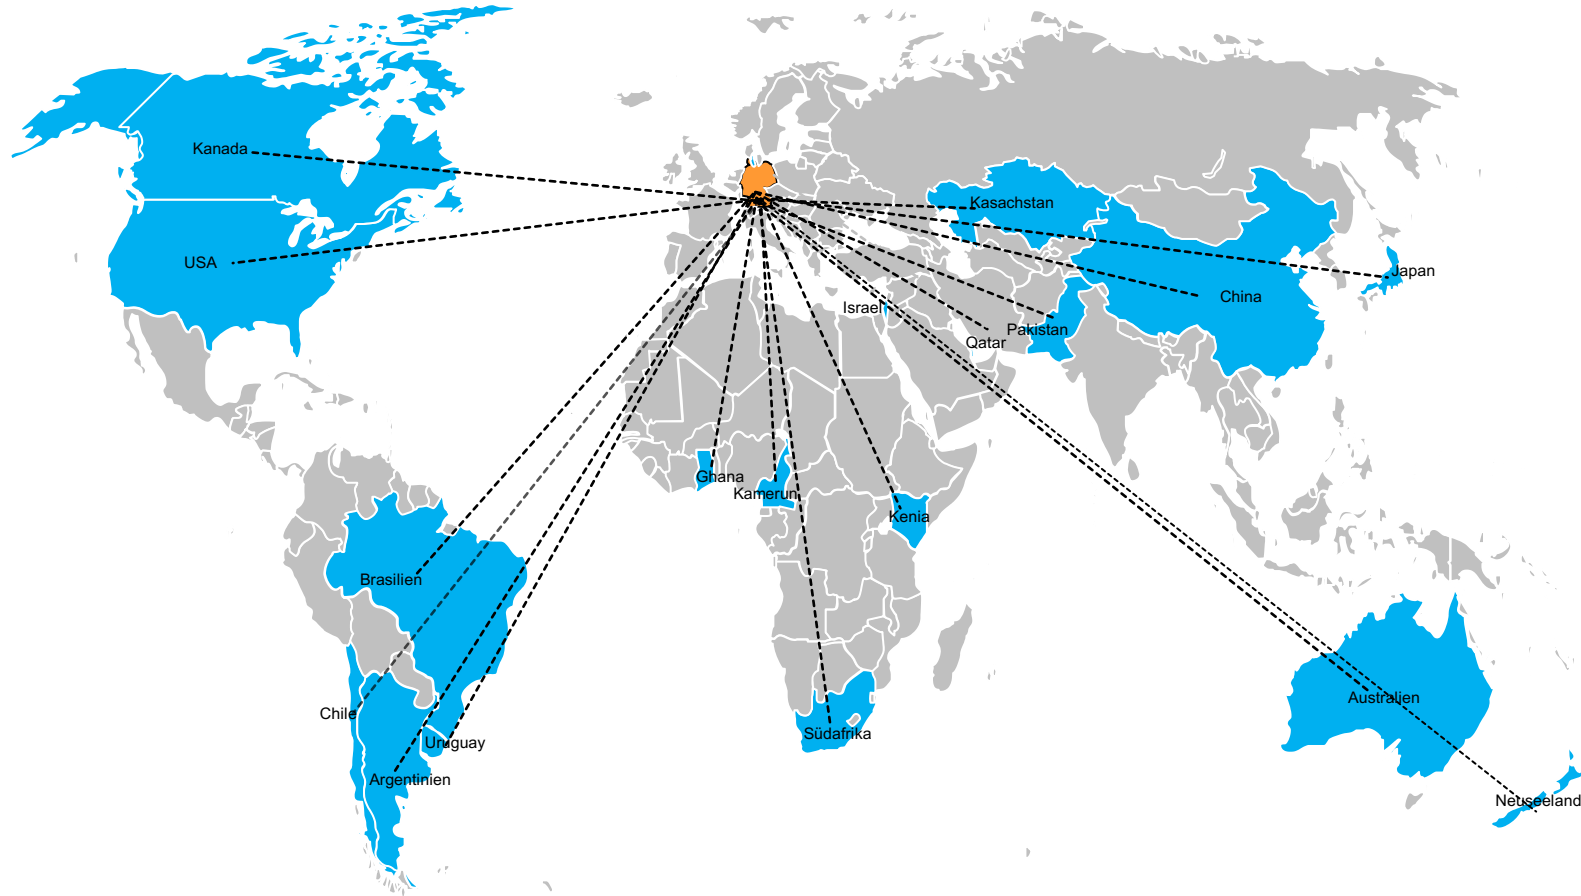 Kanada
Kasachstan
USA
Japan
China
Israel
Pakistan
Qatar
Ghana
Kamerun
Kenia
Brasilien
Australien
Chile
Südafrika
Uruguay
Argentinien
Neuseeland